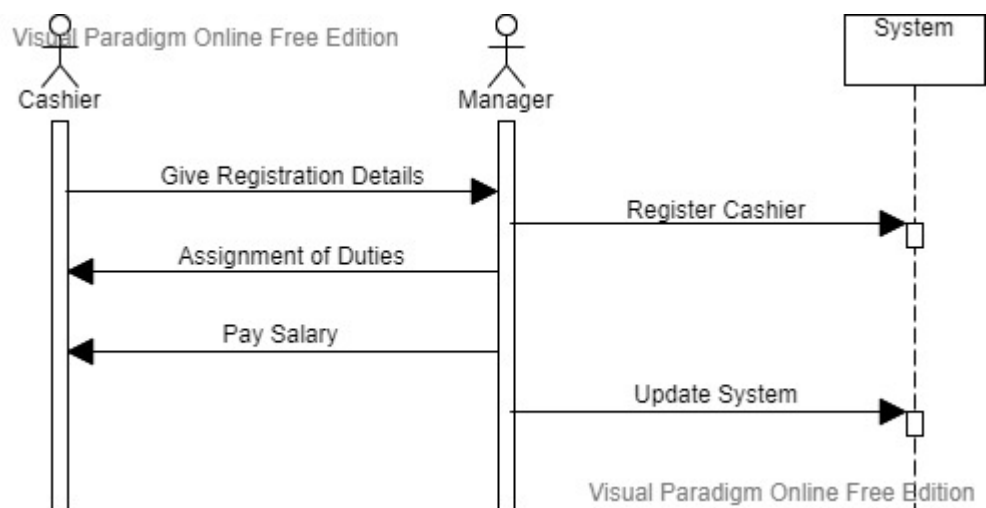 Visual Paradigm Online Free Edition
Cashier
Manager
System
Give Registration Details
Register Cashier
Assignment of Duties
Pay Salary
Update System
Visual Paradigm Online Free Edition